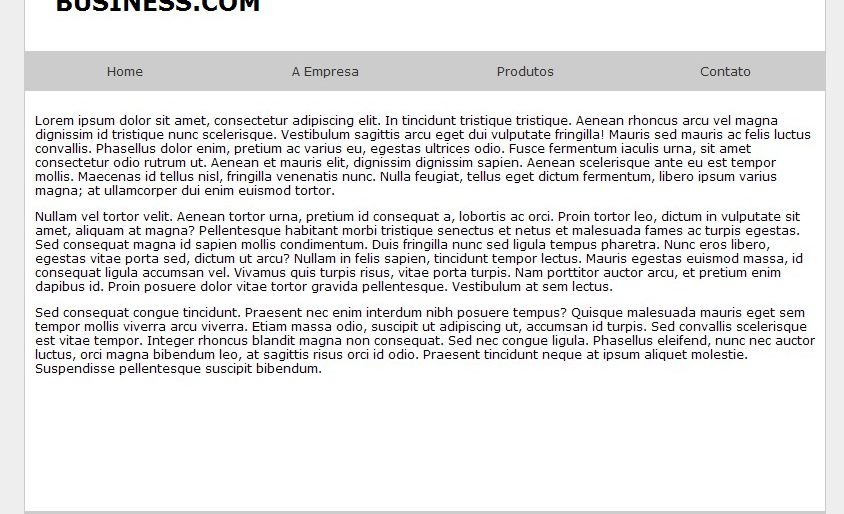 BUSINESS.COM
Home A Empresa Produtos Contato
Lorem ipsum dolor sit amet, consectetur adipiscing elit. In tincidunt tristique tristique. Aenean rhoncus arcu vel magna
dignissim id tristique nunc scelerisque. Vestibulum sagittis arcu eget dui vulputate fringilla! Mauris sed mauris ac felis luctus
convallis. Phasellus dolor enim, pretium ac varius eu, egestas ultrices odio. Fusce fermentum iaculis urna, sit amet
consectetur odio rutrum ut. Aenean et mauris elit, dignissim dignissim sapien. Aenean scelerisque ante eu est tempor
mollis. Maecenas id tellus nisl, fringilla venenatis nunc. Nulla feugiat, tellus eget dictum fermentum, libero ipsum varius
magna; at ullamcorper dui enim euismod tortor.
Nullam vel tortor velit. Aenean tortor urna, pretium id consequat a, lobortis ac orci. Proin tortor leo, dictum in vulputate sit
amet, aliquam at magna? Pellentesque habitant morbi tristique senectus et netus et malesuada fames ac turpis egestas.
Sed consequat magna id sapien mollis condimentum. Duis fringilla nunc sed ligula tempus pharetra. Nunc eros libero,
egestas vitae porta sed, dictum ut arcu? Nullam in felis sapien, tincidunt tempor lectus. Mauris egestas euismod massa, id
consequat ligula accumsan vel. Vivamus quis turpis risus, vitae porta turpis. Nam porttitor auctor arcu, et pretium enim
dapibus id. Proin posuere dolor vitae tortor gravida pellentesque. Vestibulum at sem lectus.
Sed consequat congue tincidunt. Praesent nec enim interdum nibh posuere tempus? Quisque malesuada mauris eget sem
tempor mollis viverra arcu viverra. Etiam massa odio, suscipit ut adipiscing ut, accumsan id turpis. Sed convallis scelerisque
est vitae tempor. Integer rhoncus blandit magna non consequat. Sed nec congue ligula. Phasellus eleifend, nunc nec auctor
luctus, orci magna bibendum leo, at sagittis risus orci id odio. Praesent tincidunt neque at ipsum aliquet molestie.
Suspendisse pellentesque suscipit bibendum.